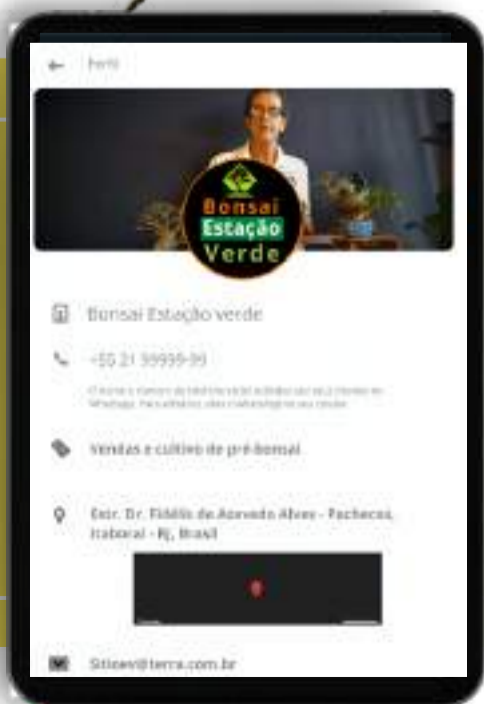 Perfil
Bonsai
Estação
Verde
Bonsai Estação verde
+55 21 99999-99
Vendas e cultivo de pré-bonsai
Estr. Dr. Fidélis de Azevedo Alves - Pachecos,
Itaboraí - RJ, Brasil
Sitioev@terra.com.br